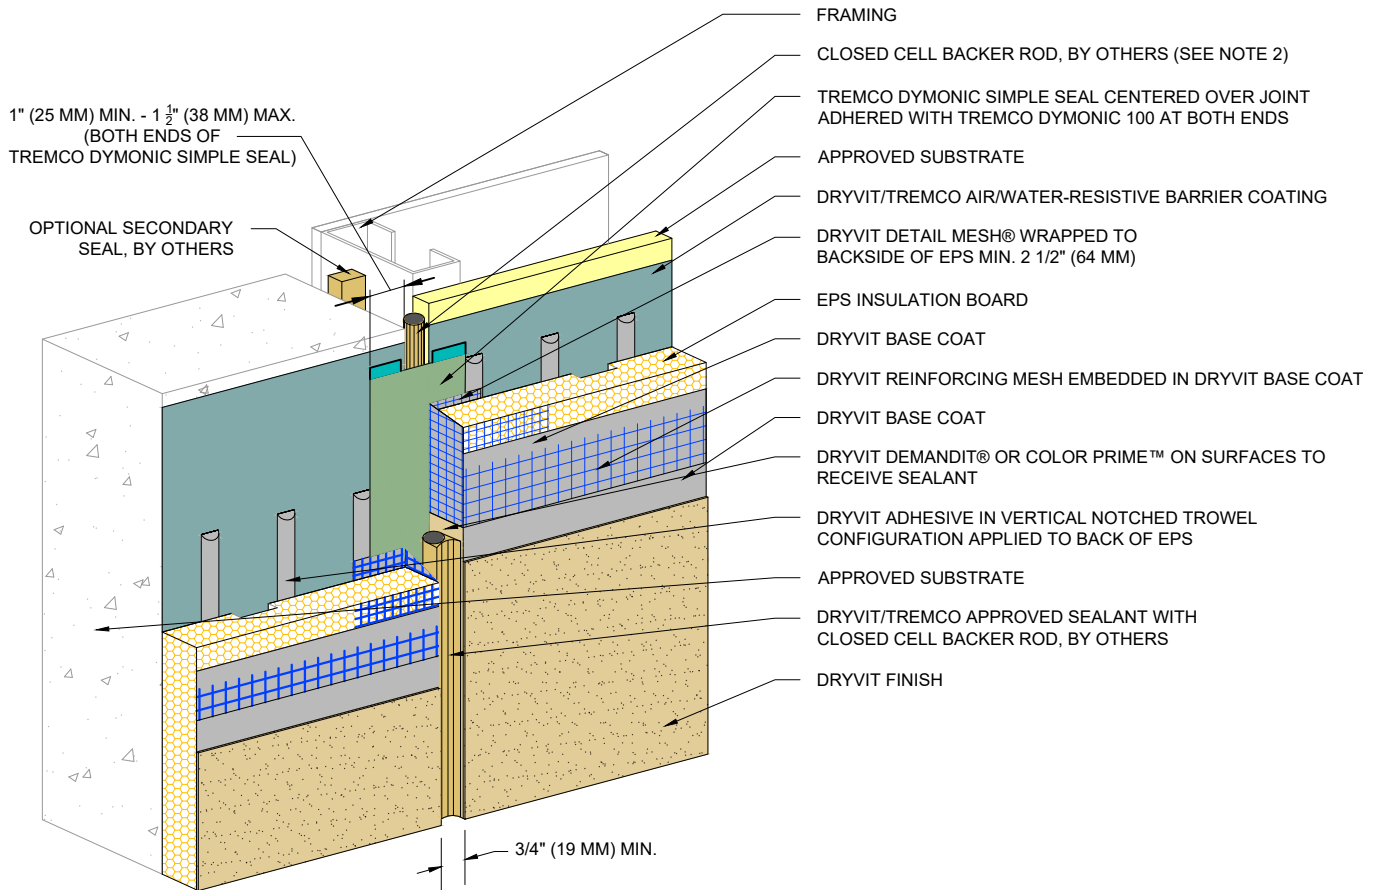 FRAMING
CLOSED CELL BACKER ROD, BY OTHERS (SEE NOTE 2)
TREMCO DYMONIC SIMPLE SEAL CENTERED OVER JOINT
ADHERED WITH TREMCO DYMONIC 100 AT BOTH ENDS
APPROVED SUBSTRATE
DRYVIT/TREMCO AIR/WATER-RESISTIVE BARRIER COATING
DRYVIT DETAIL MESH® WRAPPED TO
BACKSIDE OF EPS MIN. 2 1/2" (64 MM)
EPS INSULATION BOARD
DRYVIT BASE COAT
DRYVIT REINFORCING MESH EMBEDDED IN DRYVIT BASE COAT
DRYVIT BASE COAT
DRYVIT DEMANDIT® OR COLOR PRIME™ ON SURFACES TO
RECEIVE SEALANT
DRYVIT ADHESIVE IN VERTICAL NOTCHED TROWEL
CONFIGURATION APPLIED TO BACK OF EPS
APPROVED SUBSTRATE
DRYVIT/TREMCO APPROVED SEALANT WITH
CLOSED CELL BACKER ROD, BY OTHERS
DRYVIT FINISH
1" (25 MM) MIN. - 1 1/2" (38 MM) MAX.
(BOTH ENDS OF
TREMCO DYMONIC SIMPLE SEAL)
OPTIONAL SECONDARY
SEAL, BY OTHERS
3/4" (19 MM) MIN.